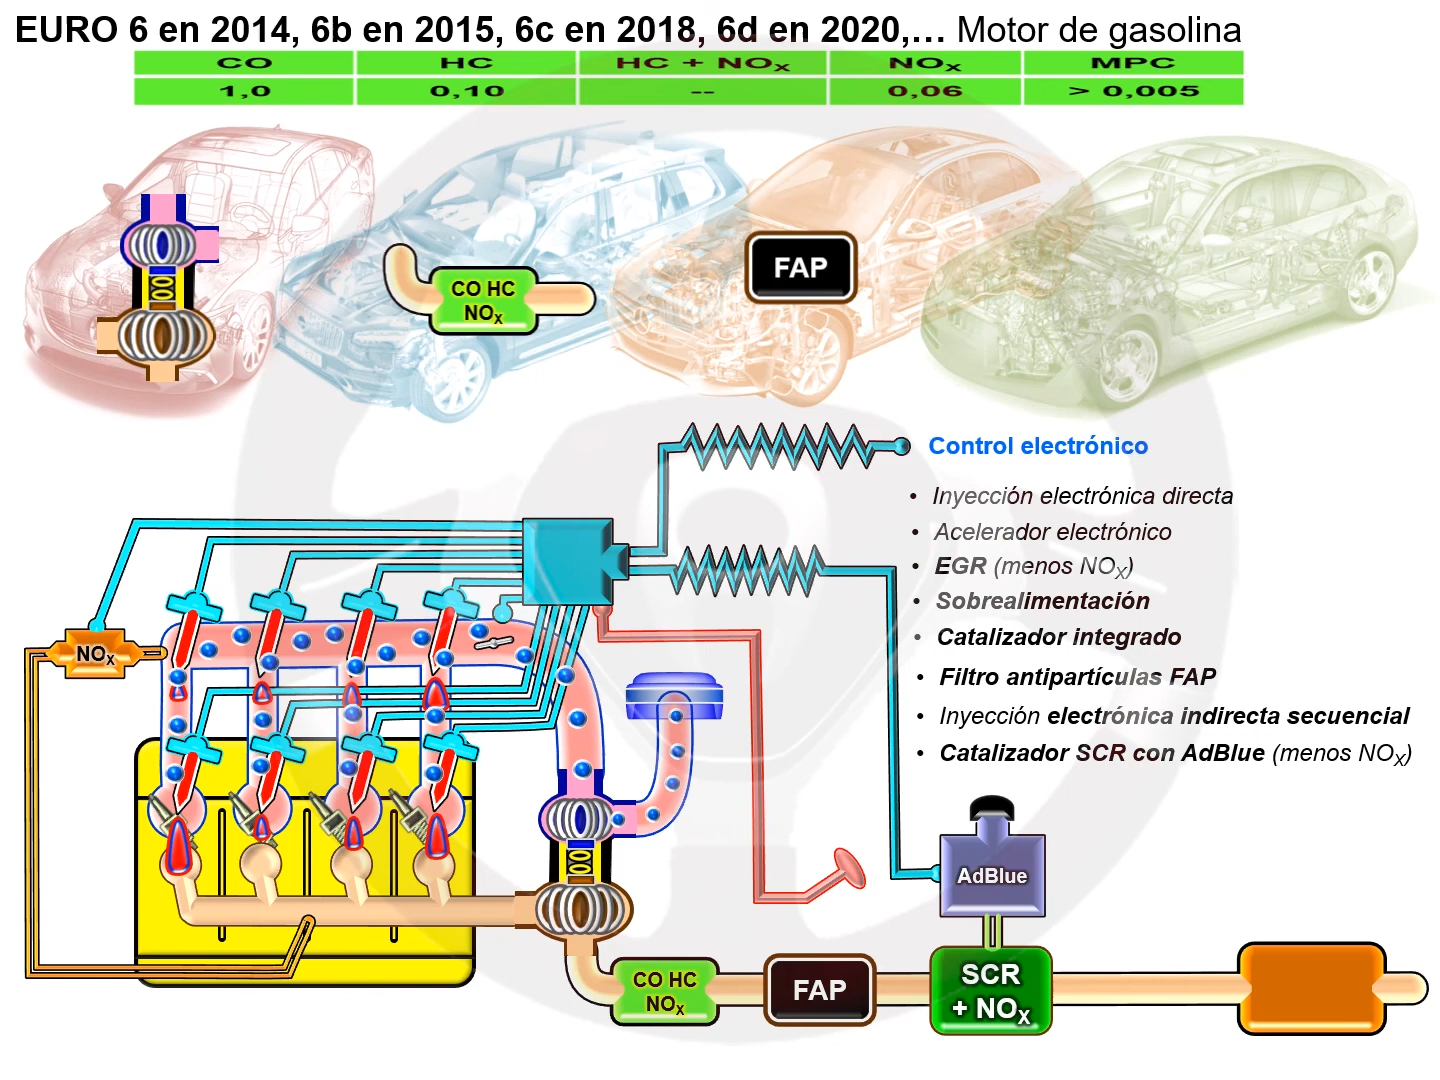 EURO 6 en 2014, 6b en 2015, 6c en 2018, 6d en 2020,... Motor de gasolina
CO HC HC + NOX NOX MPC
1,0 0,10 -- 0,06 > 0,005
CO HC
NOX
FAP
Control electrónico
• Inyección electrónica directa
• Acelerador electrónico
• EGR (menos NOX)
• Sobrealimentación
• Catalizador integrado
• Filtro antipartículas FAP
• Inyección electrónica indirecta secuencial
• Catalizador SCR con AdBlue (menos NOX)
NOX
AdBlue
CO HC
NOX
FAP
SCR
+ NOX